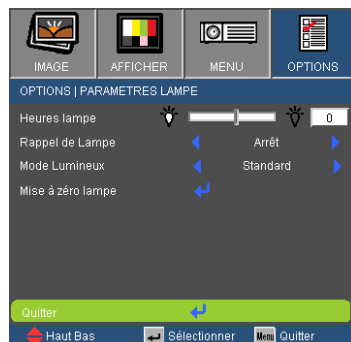 IMAGE AFFICHER MENU OPTIONS
OPTIONS | PARAMETRES LAMPE
Heures lampe 0
Rappel de Lampe Arrêt
Mode Lumineux Standard
Mise à zéro lampe
Quitter
Haut Bas Sélectionner Menu Quitter